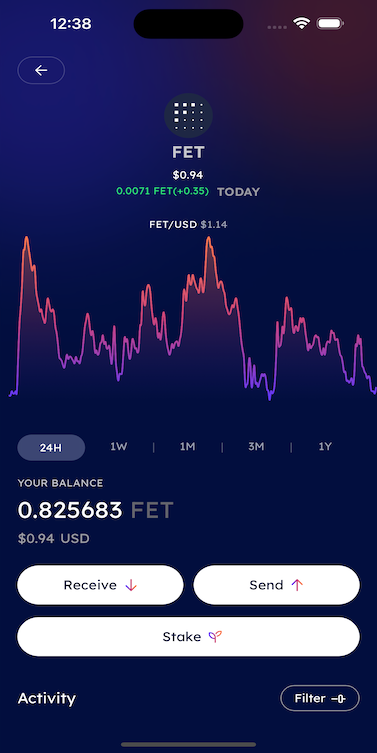 12:38
FET
$0.94
0.0071 FET(+0.35) TODAY
FET/USD $1.14
24H 1W | 1M | 3M | 1Y
YOUR BALANCE
0.825683 FET
$0.94 USD
Receive Send
Stake
Activity Filter